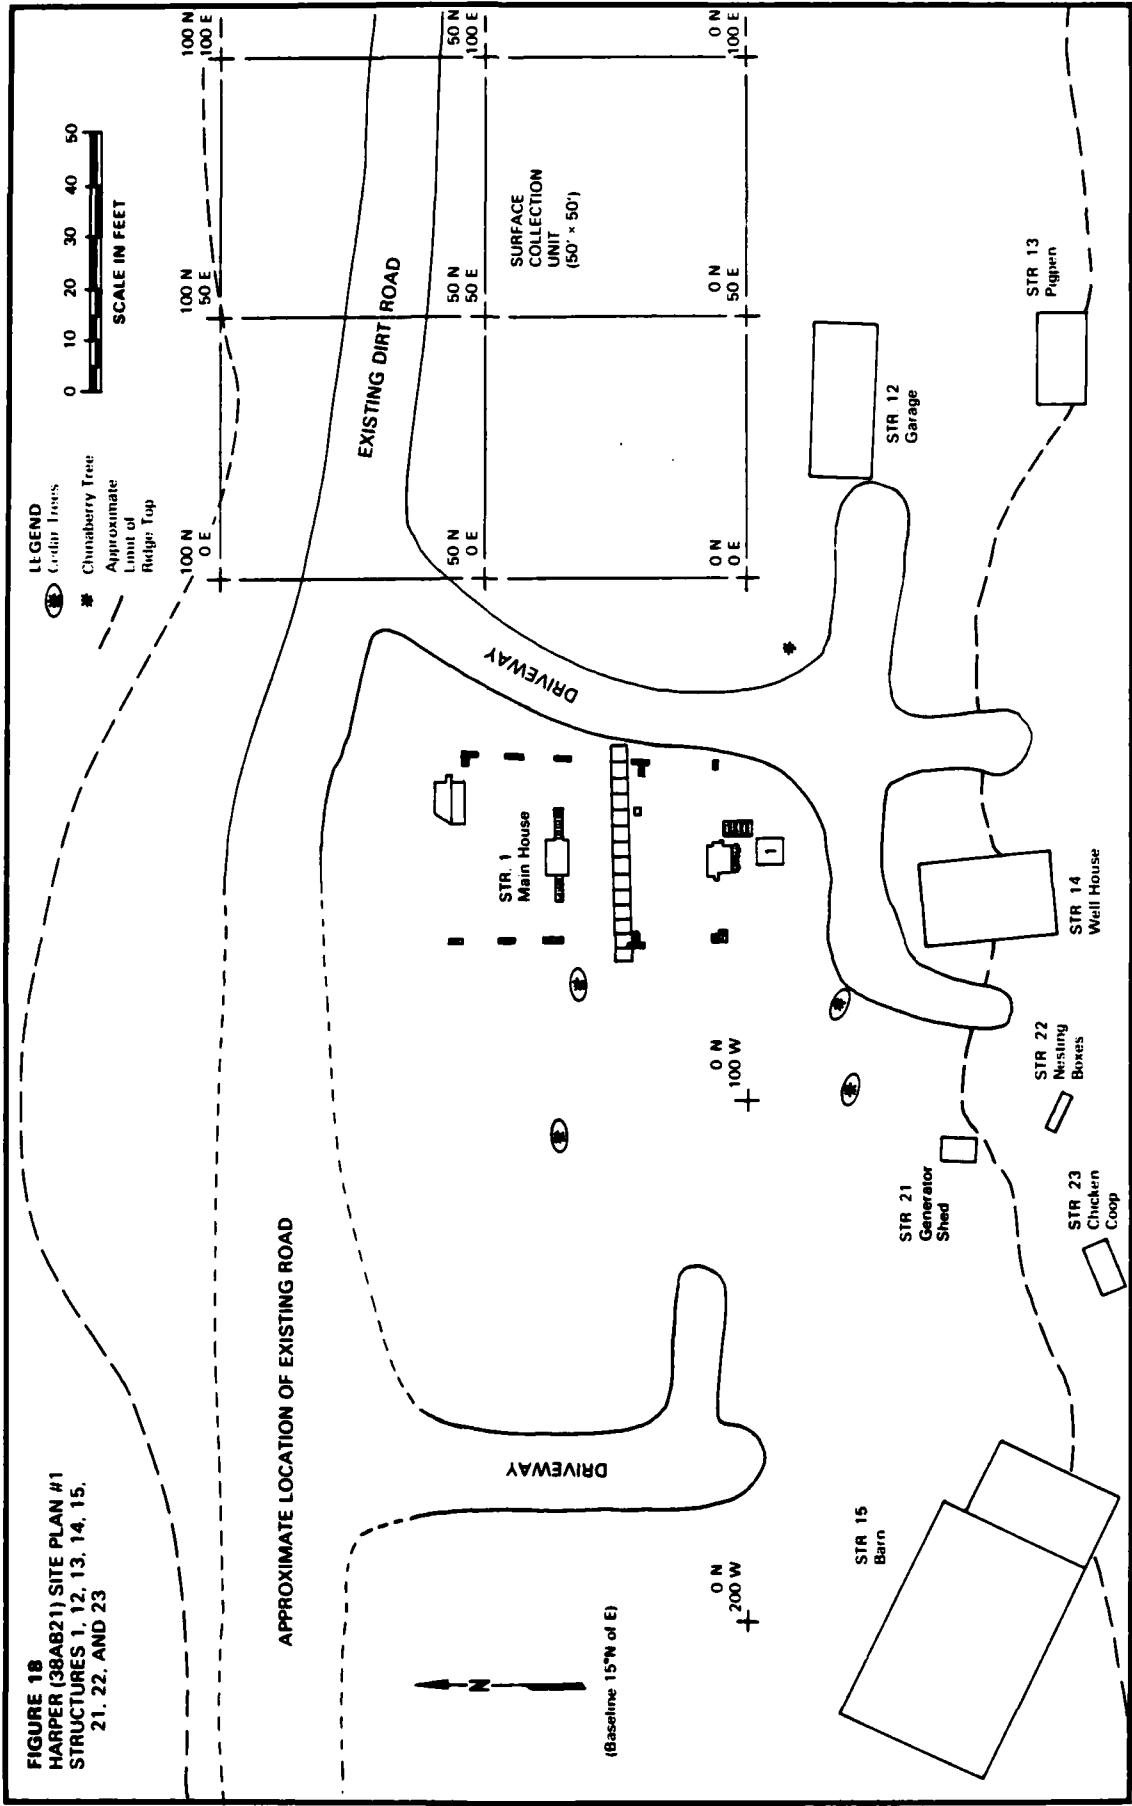 FIGURE 18
HARPER (38AB21) SITE PLAN #1
STRUCTURES 1, 12, 13, 14, 15,
21, 22, AND 23
LEGEND
Cedar Trees
Chinaberry Tree
Approximate
Limit of
Ridge Top
0 10 20 30 40 50
SCALE IN FEET
100 N
0 E
100 N
50 E
100 N
100 E
APPROXIMATE LOCATION OF EXISTING ROAD
EXISTING DIRT ROAD
50 N
0 E
50 N
50 E
50 N
100 E
DRIVEWAY
DRIVEWAY
STR. 1
Main House
SURFACE
COLLECTION
UNIT
(50' × 50')
N
(Baseline 15°N of E)
0 N
200 W
0 N
100 W
0 N
0 E
0 N
50 E
0 N
100 E
1
STR 15
Barn
STR 21
Generator
Shed
STR 12
Garage
STR 23
Chicken
Coop
STR 22
Nesting
Boxes
STR 14
Well House
STR 13
Pigpen